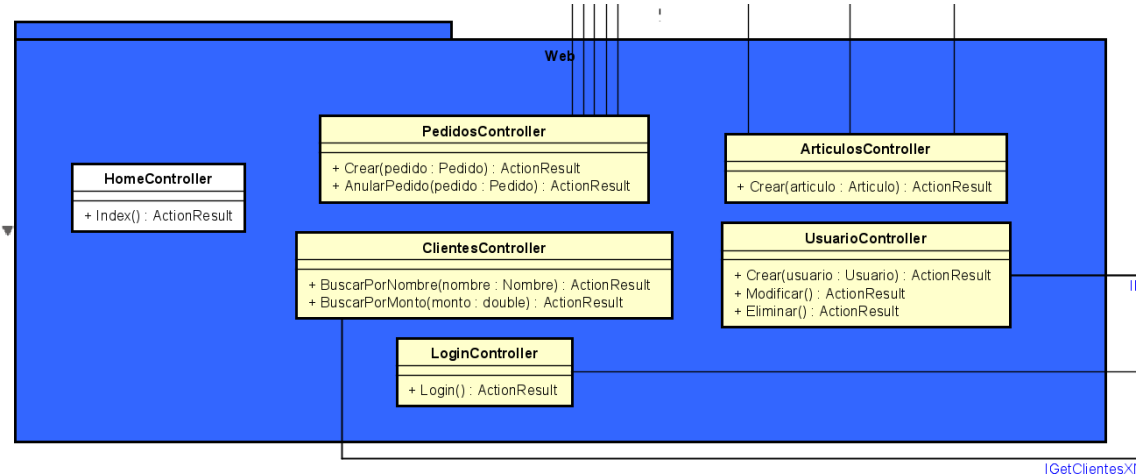 Web
PedidosController
+ Crear(pedido : Pedido) : ActionResult
+ AnularPedido(pedido : Pedido) : ActionResult
ArticulosController
+ Crear(articulo : Articulo) : ActionResult
HomeController
+ Index() : ActionResult
ClientesController
+ BuscarPorNombre(nombre : Nombre) : ActionResult
+ BuscarPorMonto(monto : double) : ActionResult
UsuarioController
+ Crear(usuario : Usuario) : ActionResult
+ Modificar() : ActionResult
+ Eliminar() : ActionResult
LoginController
+ Login() : ActionResult